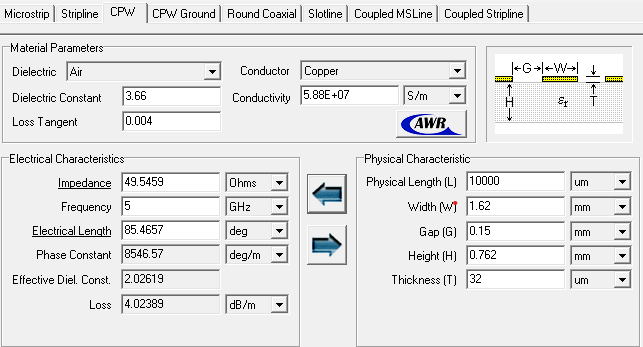 Microstrip Stripline CPW CPW Ground Round Coaxial Slotline Coupled MSLine Coupled Stripline
Material Parameters
Dielectric Air Conductor Copper
Dielectric Constant 3.66 Conductivity 5.88E+07 S/m
Loss Tangent 0.004 AWR
G W
H εr T
Electrical Characteristics
Impedance 49.5459 Ohms
Frequency 5 GHz
Electrical Length 85.4657 deg
Phase Constant 8546.57 deg/m
Effective Diel. Const. 2.02619
Loss 4.02389 dB/m
Physical Characteristic
Physical Length (L) 10000 um
Width (W) 1.62 mm
Gap (G) 0.15 mm
Height (H) 0.762 mm
Thickness (T) 32 um